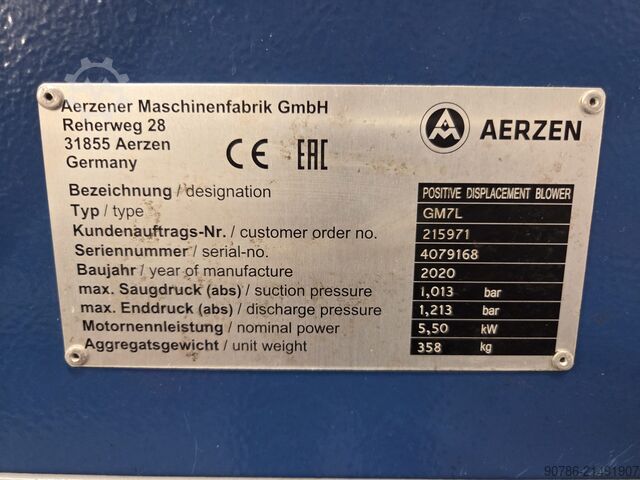 Aerzener Maschinenfabrik GmbH
Reherweg 28
31855 Aerzen
Germany
CE EAC
AERZEN
Bezeichnung / designation POSITIVE DISPLACEMENT BLOWER
Typ / type GM7L
Kundenauftrags-Nr. / customer order no. 215971
Seriennummer / serial-no. 4079168
Baujahr / year of manufacture 2020
max. Saugdruck (abs) / suction pressure 1,013 bar
max. Enddruck (abs) / discharge pressure 1,213 bar
Motornennleistung / nominal power 5,50 kW
Aggregatsgewicht / unit weight 358 kg
90786-21491907